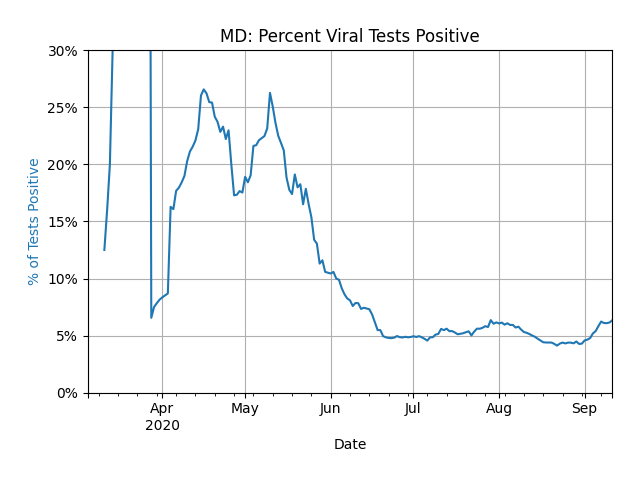 MD: Percent Viral Tests Positive
30%
25%
20%
15%
10%
5%
0%
% of Tests Positive
Apr May Jun Jul Aug Sep
2020
Date